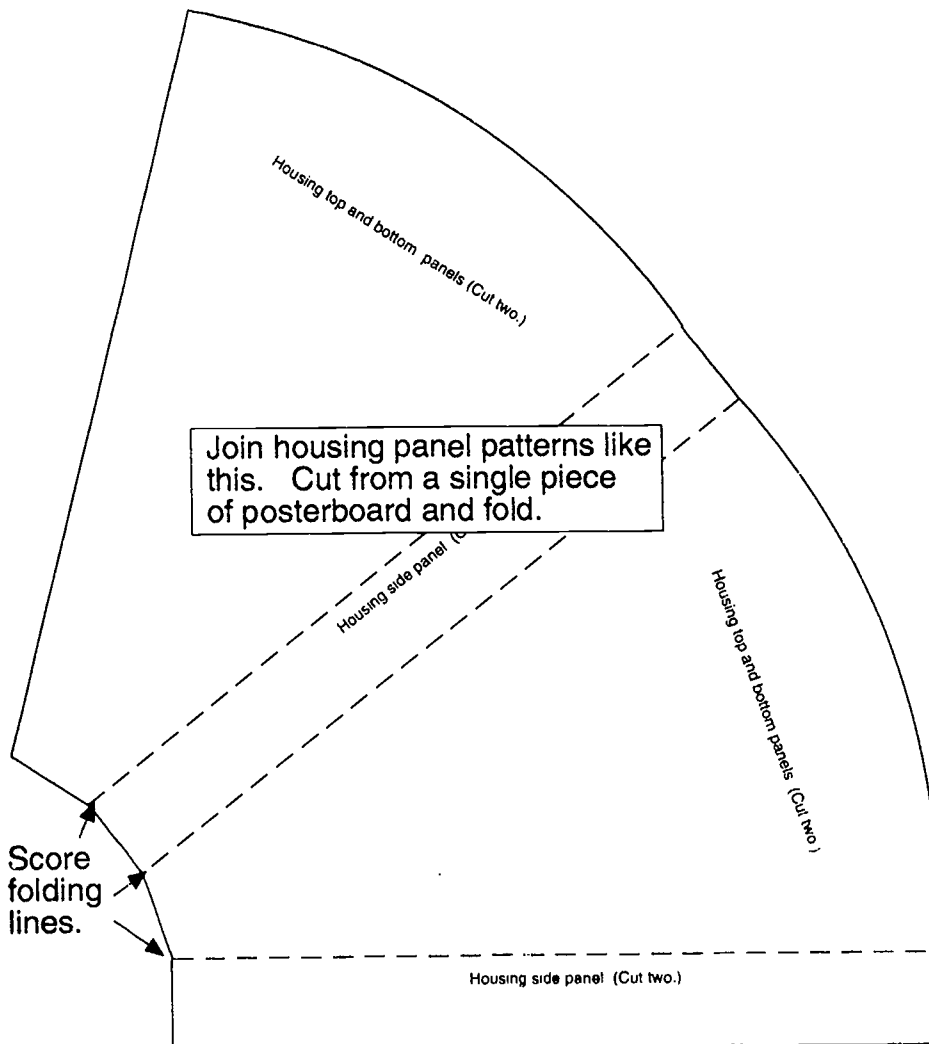 Housing top and bottom panels (Cut two.)
Join housing panel patterns like
this. Cut from a single piece
of posterboard and fold.
Housing side panel
Housing top and bottom panels (Cut two.)
Score
folding
lines.
Housing side panel (Cut two.)